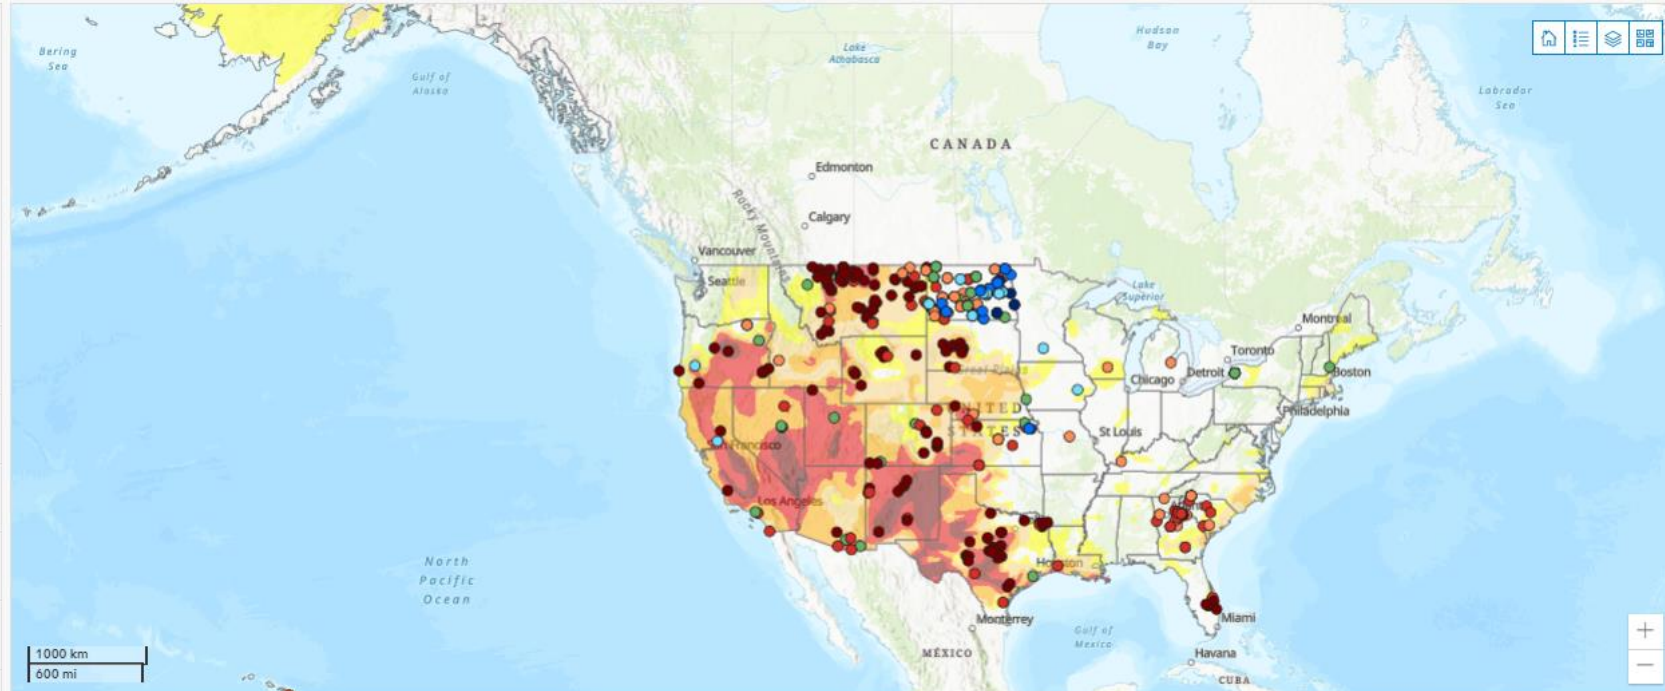 Bering
Sea
Gulf of
Alaska
Lake
Athabasca
Hudson
Bay
Labrador
Sea
CANADA
Edmonton
Rocky Mountains
Calgary
Vancouver
Seattle
Lake
Superior
Montreal
Toronto
Great Plains
Chicago
Detroit
Boston
UNITED
STATES
Philadelphia
St Louis
San Francisco
Los Angeles
North
Pacific
Ocean
Houston
Monterrey
Gulf of
Mexico
Miami
MÉXICO
Havana
CUBA
1000 km
600 mi